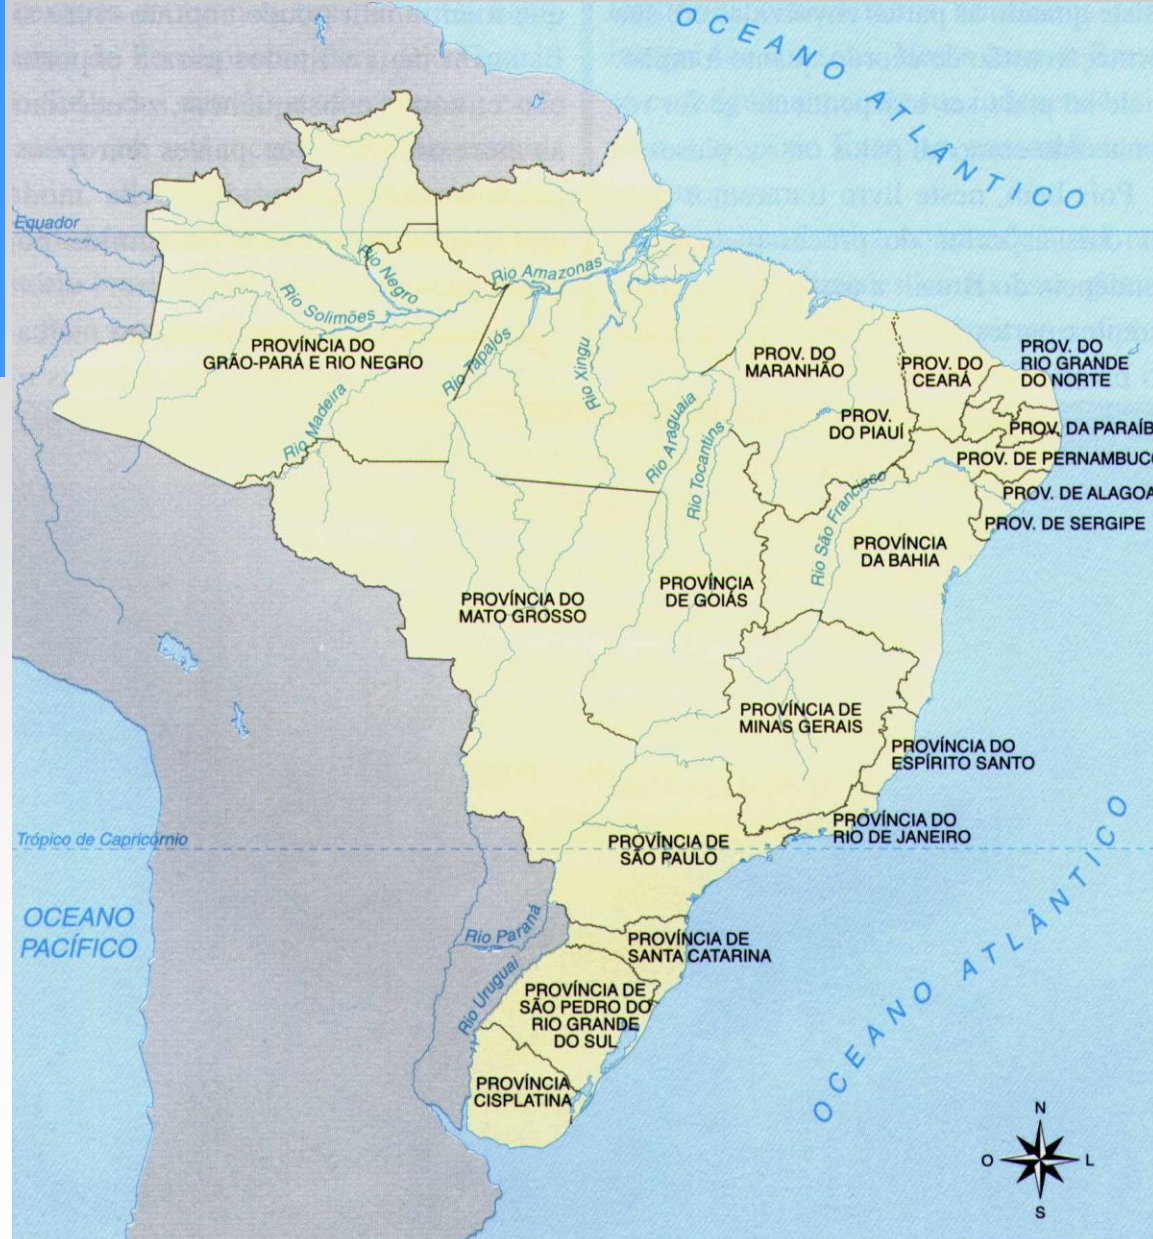 OCEANO ATLÂNTICO
Equador
Rio Negro
Rio Amazonas
Rio Solimões
PROVÍNCIA DO
GRÃO-PARÁ E RIO NEGRO
Rio Tapajós
Rio Xingu
PROV. DO
MARANHÃO
PROV. DO
CEARÁ
PROV. DO
RIO GRANDE
DO NORTE
Rio Madeira
Rio Araguaia
Rio Tocantins
PROV.
DO PIAUÍ
PROV. DA PARAÍB
PROV. DE PERNAMBUCO
Rio São Francisco
PROV. DE ALAGOA
PROV. DE SERGIPE
PROVÍNCIA
DA BAHIA
PROVÍNCIA DO
MATO GROSSO
PROVÍNCIA
DE GOIÁS
PROVÍNCIA DE
MINAS GERAIS
PROVÍNCIA DO
ESPÍRITO SANTO
PROVÍNCIA DO
RIO DE JANEIRO
Trópico de Capricórnio
PROVÍNCIA DE
SÃO PAULO
OCEANO
PACÍFICO
Rio Paraná
PROVÍNCIA DE
SANTA CATARINA
OCEANO ATLÂNTICO
Rio Uruguai
PROVÍNCIA DE
SÃO PEDRO DO
RIO GRANDE
DO SUL
PROVÍNCIA
CISPLATINA
N
O
L
S